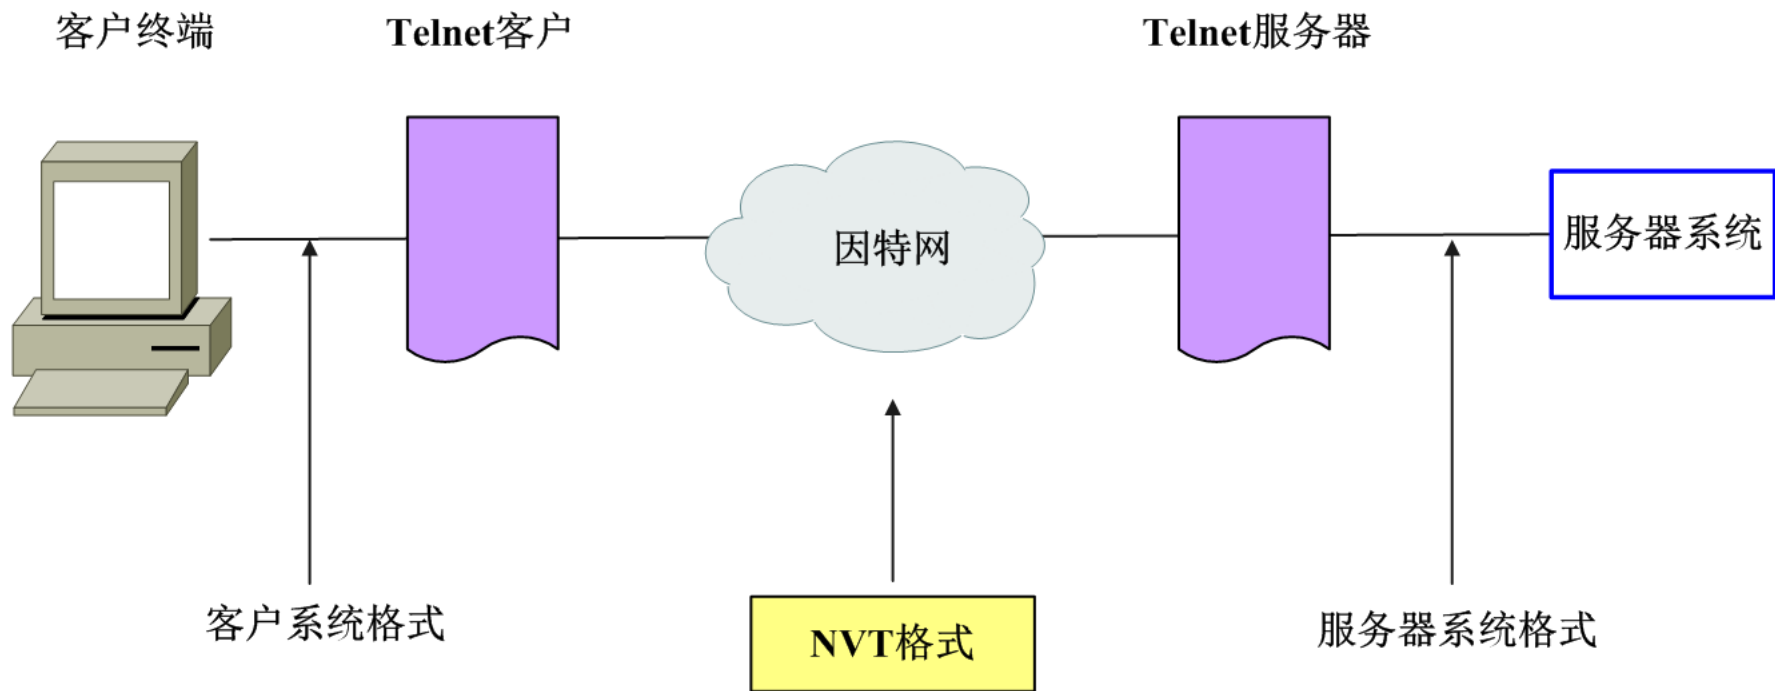 客户终端
Telnet客户
Telnet服务器
因特网
服务器系统
客户系统格式
NVT格式
服务器系统格式